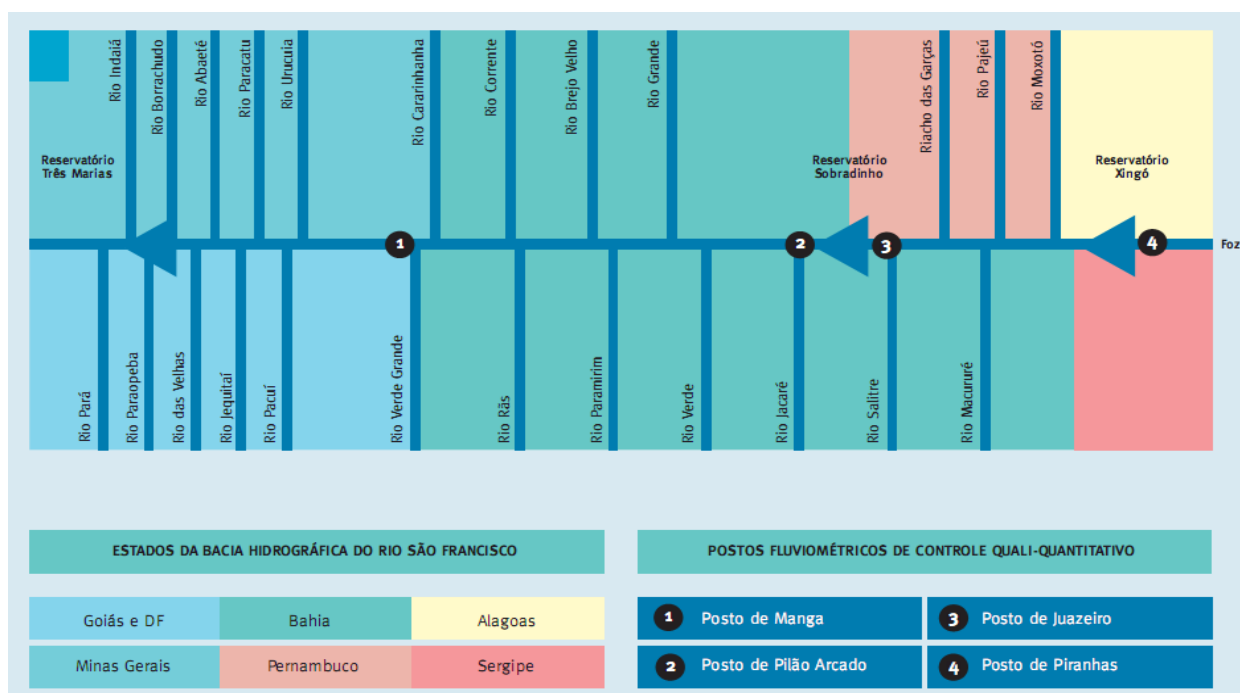 Rio Indaiá
Rio Borrachudo
Rio Abaeté
Rio Paracatu
Rio Urucuia
Rio Cararinhanha
Rio Corrente
Rio Brejo Velho
Rio Grande
Riacho das Garças
Rio Pajeú
Rio Moxotó
Reservatório
Três Marias
Reservatório
Sobradinho
Reservatório
Xingó
1
2
3
4
Foz
Rio Pará
Rio Paraopeba
Rio das Velhas
Rio Jequitaí
Rio Pacuí
Rio Verde Grande
Rio Rãs
Rio Paramirim
Rio Verde
Rio Jacaré
Rio Salitre
Rio Macururé
ESTADOS DA BACIA HIDROGRÁFICA DO RIO SÃO FRANCISCO
Goiás e DF
Bahia
Alagoas
Minas Gerais
Pernambuco
Sergipe
POSTOS FLUVIOMÉTRICOS DE CONTROLE QUALI-QUANTITATIVO
1 Posto de Manga
3 Posto de Juazeiro
2 Posto de Pilão Arcado
4 Posto de Piranhas